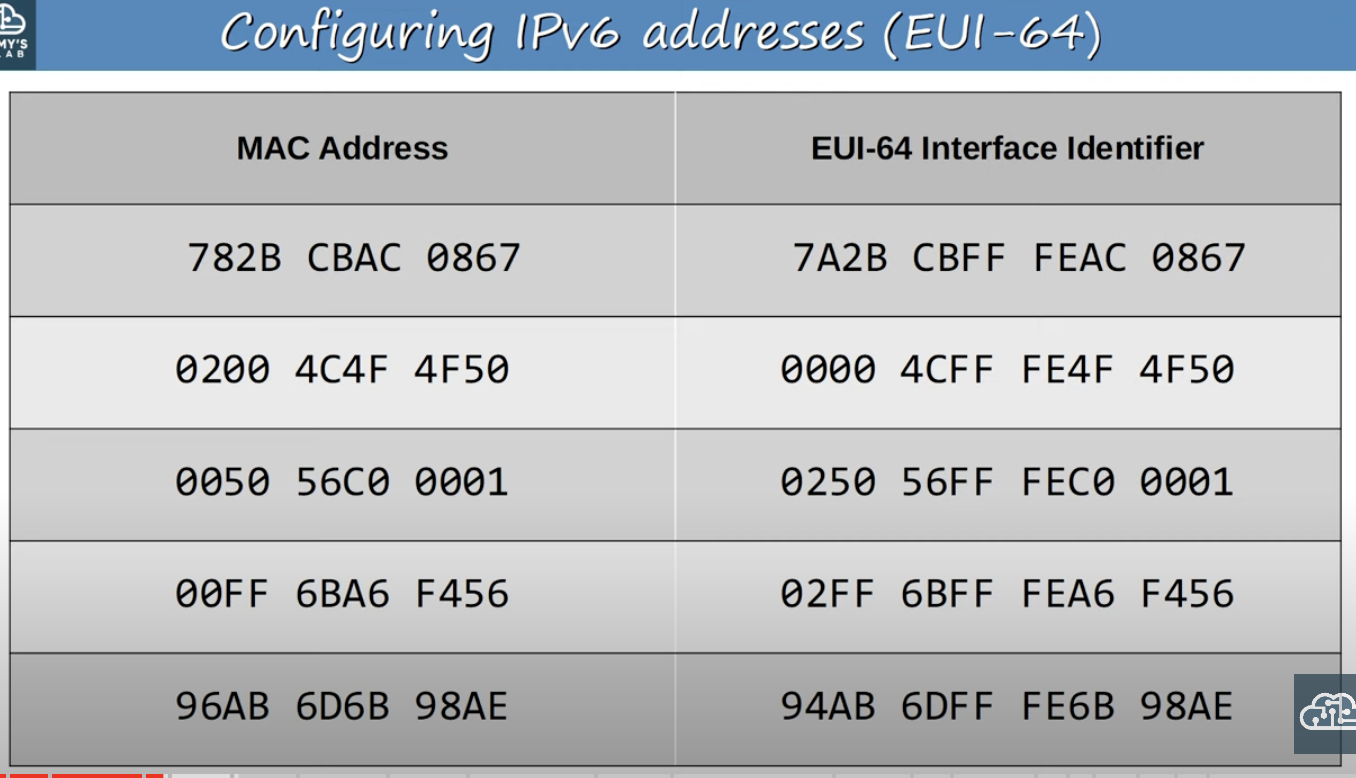 MY'S
LAB
Configuring IPv6 addresses (EUI-64)
MAC Address EUI-64 Interface Identifier
782B CBAC 0867 7A2B CBFF FEAC 0867
0200 4C4F 4F50 0000 4CFF FE4F 4F50
0050 56C0 0001 0250 56FF FEC0 0001
00FF 6BA6 F456 02FF 6BFF FEA6 F456
96AB 6D6B 98AE 94AB 6DFF FE6B 98AE